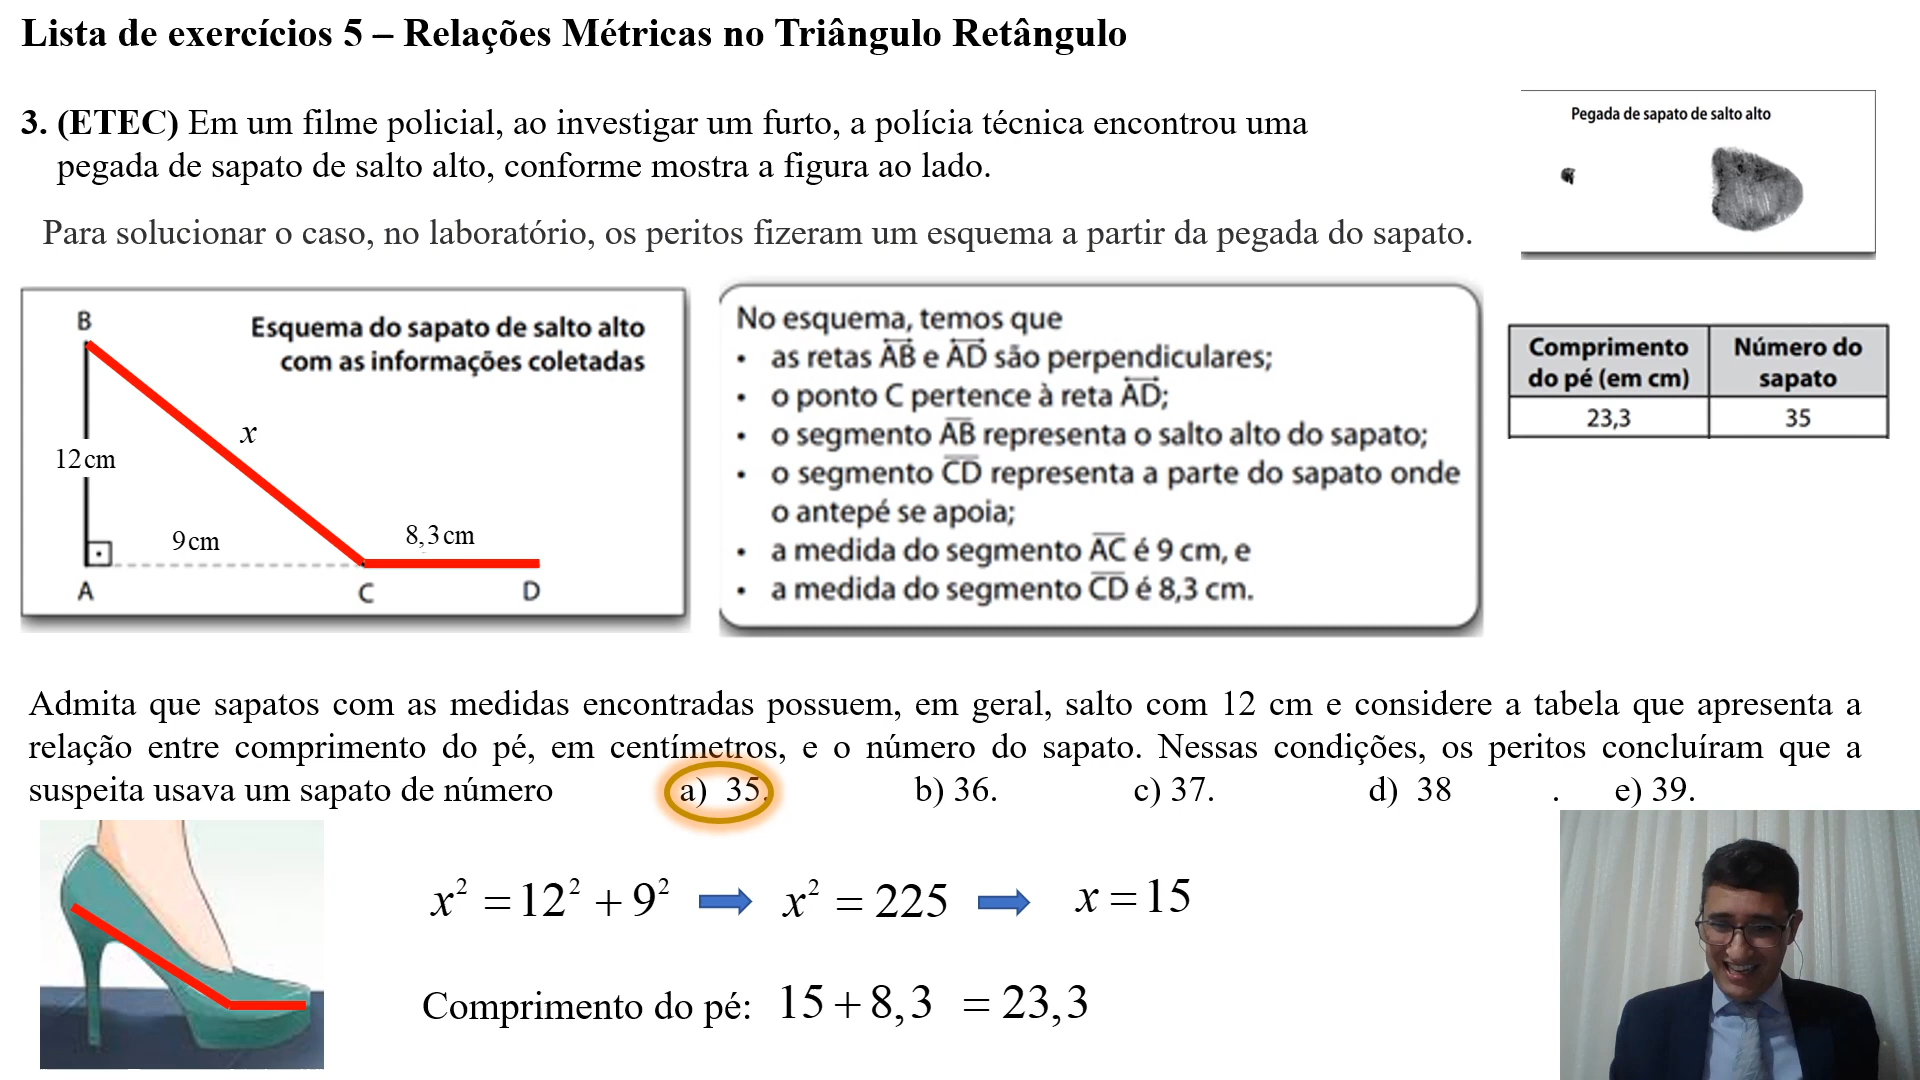 Lista de exercícios 5 – Relações Métricas no Triângulo Retângulo
3. (ETEC) Em um filme policial, ao investigar um furto, a polícia técnica encontrou uma
pegada de sapato de salto alto, conforme mostra a figura ao lado.
Pegada de sapato de salto alto
Para solucionar o caso, no laboratório, os peritos fizeram um esquema a partir da pegada do sapato.
B
Esquema do sapato de salto alto
com as informações coletadas
x
12 cm
9 cm
8,3 cm
A
C
D
No esquema, temos que
• as retas AB e AD são perpendiculares;
• o ponto C pertence à reta AD;
• o segmento AB representa o salto alto do sapato;
• o segmento CD representa a parte do sapato onde
o antepé se apoia;
• a medida do segmento AC é 9 cm, e
• a medida do segmento CD é 8,3 cm.
Comprimento do pé (em cm)
Número do sapato
23,3
35
Admita que sapatos com as medidas encontradas possuem, em geral, salto com 12 cm e considere a tabela que apresenta a
relação entre comprimento do pé, em centímetros, e o número do sapato. Nessas condições, os peritos concluíram que a
suspeita usava um sapato de número a) 35. b) 36. c) 37. d) 38 . e) 39.
x² = 12² + 9² x² = 225 x = 15
Comprimento do pé: 15 + 8,3 = 23,3